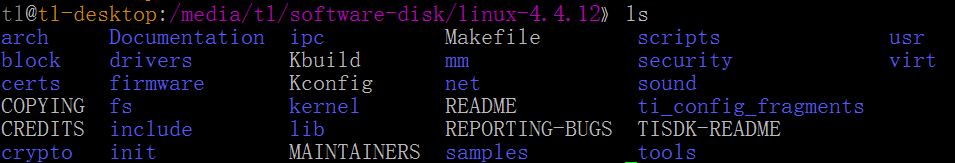 tl@tl-desktop:/media/tl/software-disk/linux-4.4.12》 ls
arch Documentation ipc Makefile scripts usr
block drivers Kbuild mm security virt
certs firmware Kconfig net sound
COPYING fs kernel README ti_config_fragments
CREDITS include lib REPORTING-BUGS TISDK-README
crypto init MAINTAINERS samples tools